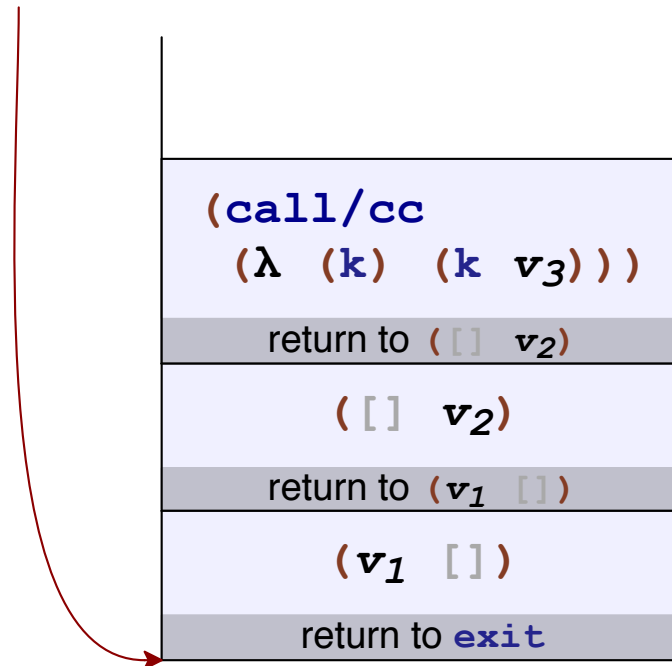 (call/cc
(λ (k) (k v₃)))
return to ([] v₂)
([] v₂)
return to (v₁ [])
(v₁ [])
return to exit